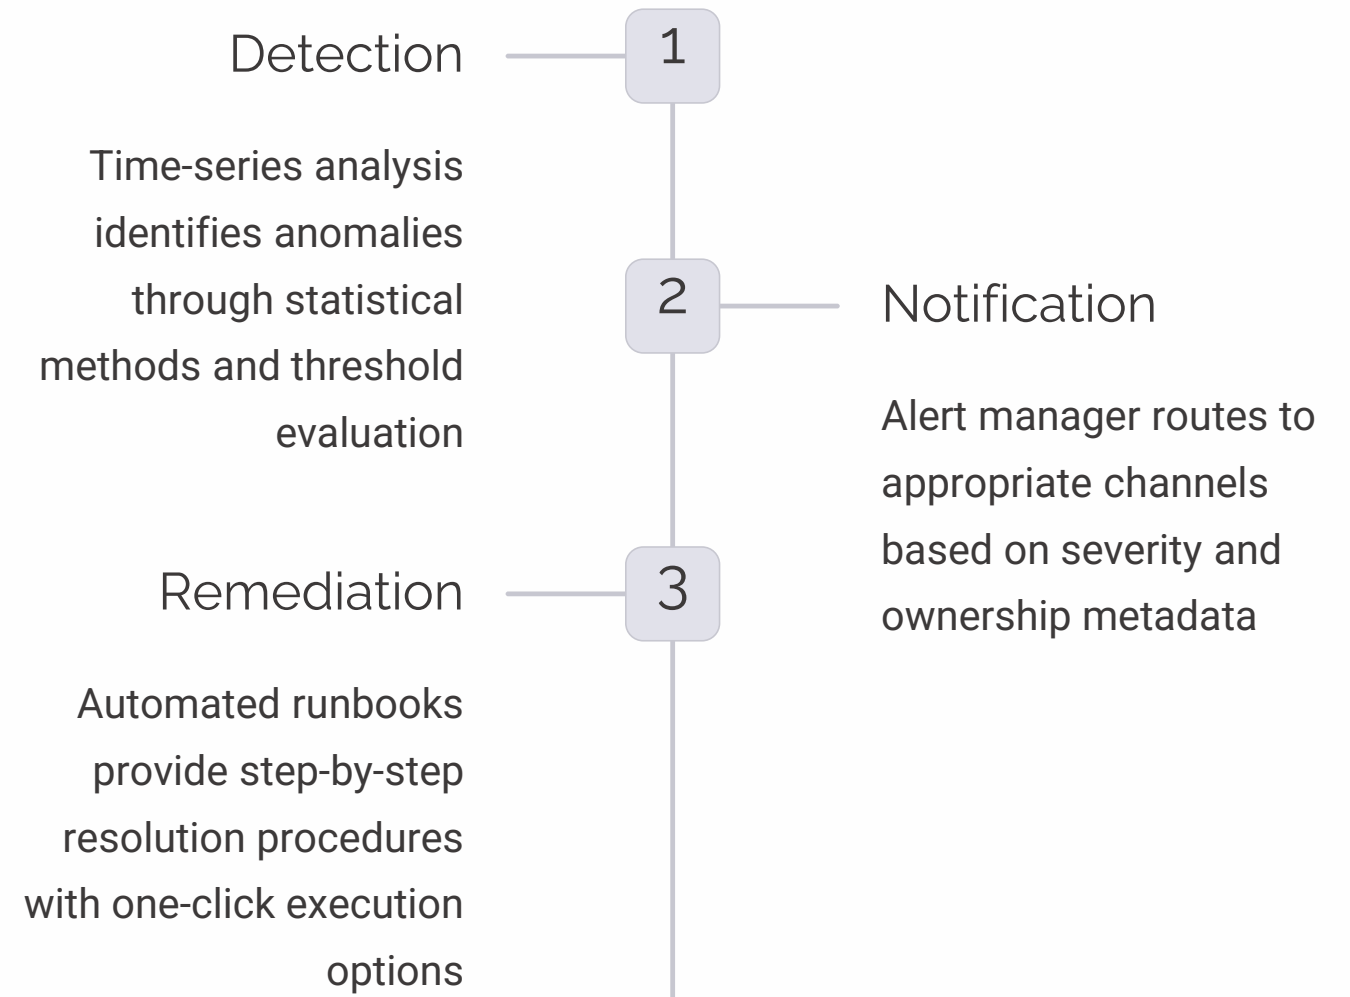 Detection
1
Time-series analysis
identifies anomalies
through statistical
methods and threshold
evaluation
2
Notification
Alert manager routes to
appropriate channels
based on severity and
ownership metadata
Remediation
3
Automated runbooks
provide step-by-step
resolution procedures
with one-click execution
options